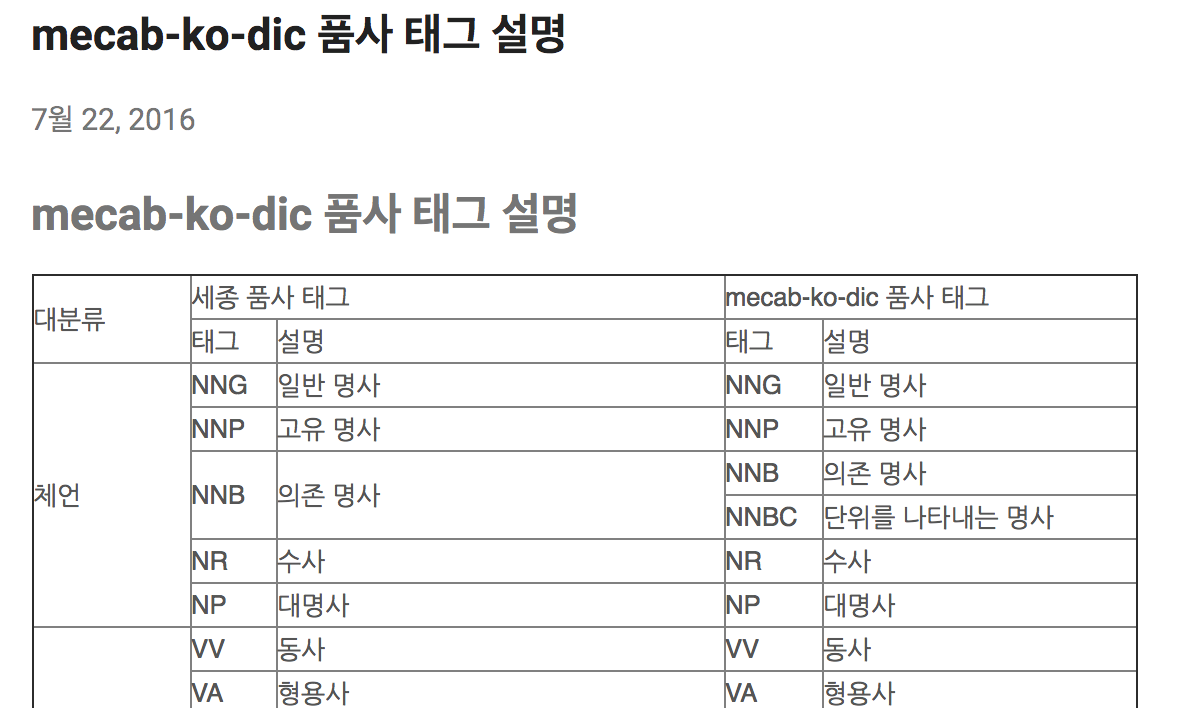 mecab-ko-dic 품사 태그 설명
7월 22, 2016
mecab-ko-dic 품사 태그 설명
대분류 세종 품사 태그 mecab-ko-dic 품사 태그
태그 설명 태그 설명
체언 NNG 일반 명사 NNG 일반 명사
NNP 고유 명사 NNP 고유 명사
NNB 의존 명사 NNB 의존 명사
NNBC 단위를 나타내는 명사
NR 수사 NR 수사
NP 대명사 NP 대명사
VV 동사 VV 동사
VA 형용사 VA 형용사